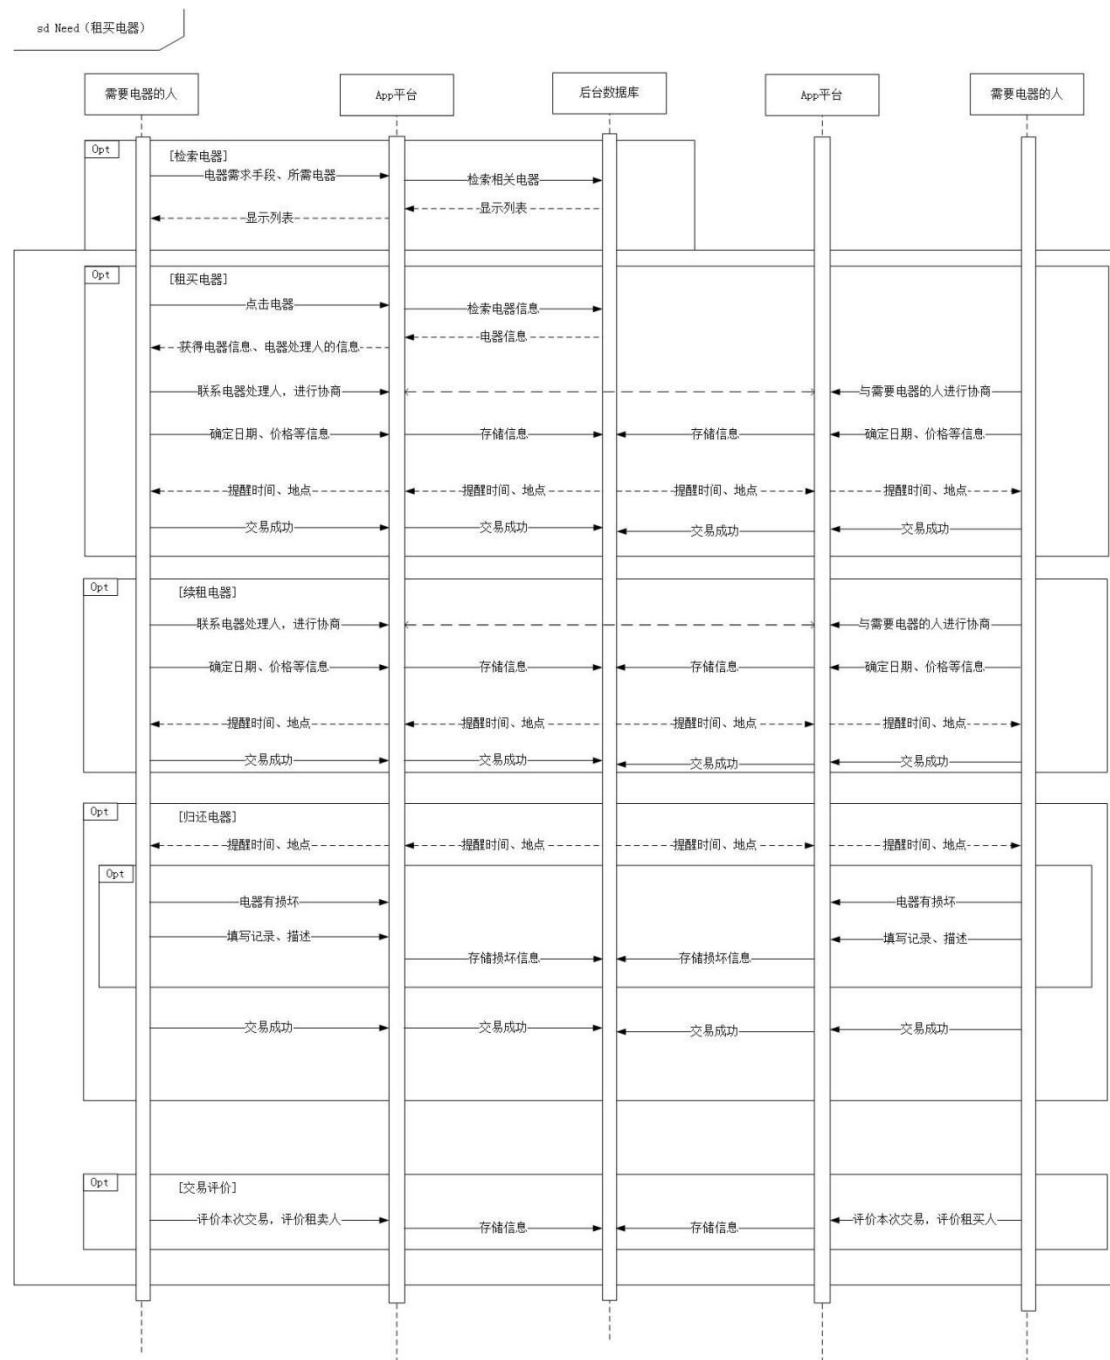 sd Need（租买电器）
需要电器的人 App平台 后台数据库 App平台 需要电器的人
Opt [检索电器]
电器需求手段、所需电器 检索相关电器
显示列表 显示列表
Opt [租买电器]
点击电器 检索电器信息
电器信息
获得电器信息、电器处理人的信息
联系电器处理人，进行协商 与需要电器的人进行协商
确定日期、价格等信息 存储信息 存储信息 确定日期、价格等信息
提醒时间、地点 提醒时间、地点 提醒时间、地点 提醒时间、地点
交易成功 交易成功 交易成功 交易成功
Opt [续租电器]
联系电器处理人，进行协商 与需要电器的人进行协商
确定日期、价格等信息 存储信息 存储信息 确定日期、价格等信息
提醒时间、地点 提醒时间、地点 提醒时间、地点 提醒时间、地点
交易成功 交易成功 交易成功 交易成功
Opt [归还电器]
提醒时间、地点 提醒时间、地点 提醒时间、地点 提醒时间、地点
Opt
电器有损坏 电器有损坏
填写记录、描述 填写记录、描述
存储损坏信息 存储损坏信息
交易成功 交易成功 交易成功 交易成功
Opt [交易评价]
评价本次交易，评价租卖人 存储信息 存储信息 评价本次交易，评价租买人